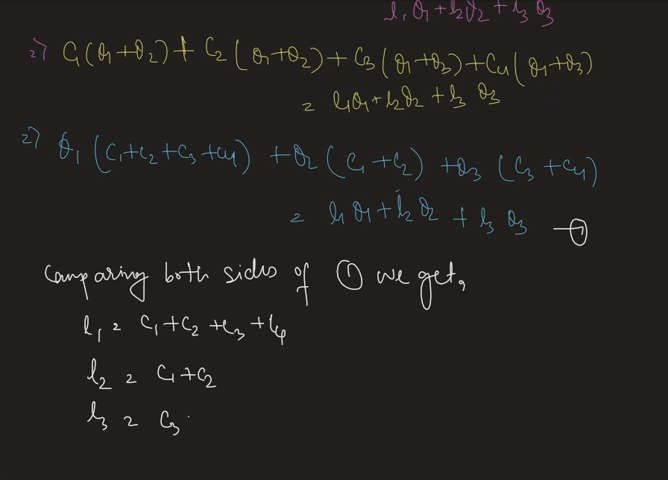 l₁θ₁ + l₂θ₂ + l₃θ₃
=> C₁(θ₁+θ₂) + C₂(θ₁+θ₂) + C₃(θ₁+θ₃) + C₄(θ₁+θ₃)
= l₁θ₁ + l₂θ₂ + l₃ θ₃
=> θ₁ (C₁+C₂+C₃+C₄) + θ₂ (C₁+C₂) + θ₃ (C₃+C₄)
= l₁θ₁ + l₂θ₂ + l₃θ₃ —①
Comparing both sides of ① we get,
l₁ = C₁+C₂+C₃+C₄
l₂ = C₁+C₂
l₃ = C₃